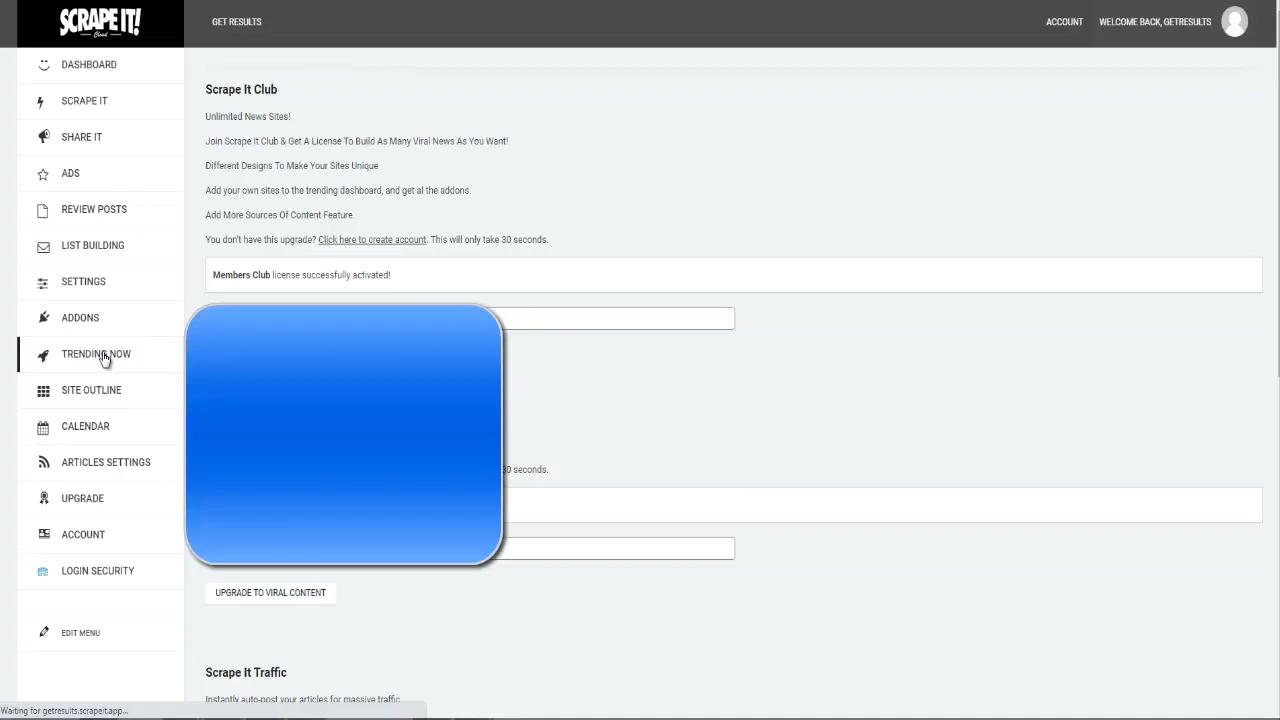 SCRAPE IT!
Cloud
GET RESULTS
ACCOUNT
WELCOME BACK, GETRESULTS
DASHBOARD
SCRAPE IT
SHARE IT
ADS
REVIEW POSTS
LIST BUILDING
SETTINGS
ADDONS
TRENDING NOW
SITE OUTLINE
CALENDAR
ARTICLES SETTINGS
UPGRADE
ACCOUNT
LOGIN SECURITY
EDIT MENU
Scrape It Club
Unlimited News Sites!
Join Scrape It Club & Get A License To Build As Many Viral News As You Want!
Different Designs To Make Your Sites Unique
Add your own sites to the trending dashboard, and get al the addons.
Add More Sources Of Content Feature.
You don't have this upgrade? Click here to create account. This will only take 30 seconds.
Members Club license successfully activated!
30 seconds.
UPGRADE TO VIRAL CONTENT
Scrape It Traffic
Instantly auto-post your articles for massive traffic
Waiting for getresults.scrapeit.app...